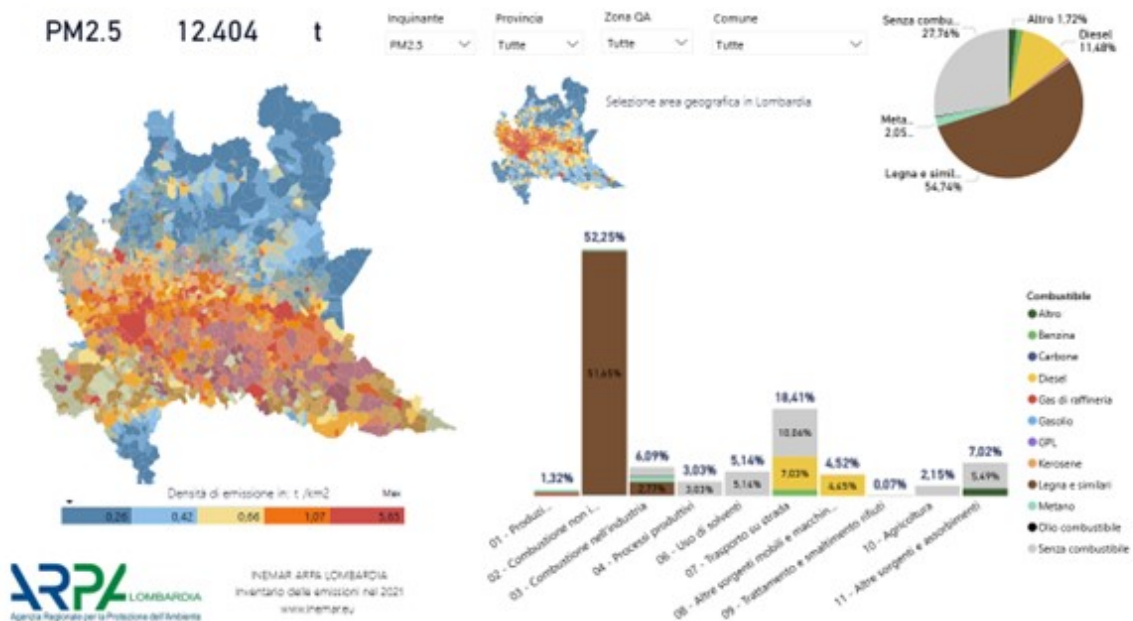 PM2.5 12.404 t
Inquinante Provincia Zona QA Comune
PM2.5 Tutte Tutte Tutte
Selezione area geografica in Lombardia
Senza combu...
27,76%
Altro 1,72%
Diesel
11,48%
Meta...
2,05...
Legna e simil...
54,74%
Densità di emissione in: t /km2 Max
0,26 0,42 0,66 1,07 5,65
1,32%
52,25%
51,65%
6,09%
2,77%
3,03%
3,03%
5,14%
5,14%
18,41%
10,06%
7,03%
4,52%
4,45%
0,07%
2,15%
7,02%
5,49%
01 - Produzi...
02 - Combustione non i...
03 - Combustione nell'industria
04 - Processi produttivi
06 - Uso di solventi
07 - Trasporto su strada
08 - Altre sorgenti mobili e macchin...
09 - Trattamento e smaltimento rifiuti
10 - Agricoltura
11 - Altre sorgenti e assorbimenti
Combustibile
Altro
Benzina
Carbone
Diesel
Gas di raffineria
Gasolio
GPL
Kerosene
Legna e similari
Metano
Olio combustibile
Senza combustibile
ARPA LOMBARDIA
Agenzia Regionale per la Protezione dell'Ambiente
INEMAR ARPA LOMBARDIA
Inventario delle emissioni nel 2021
www.inemar.eu